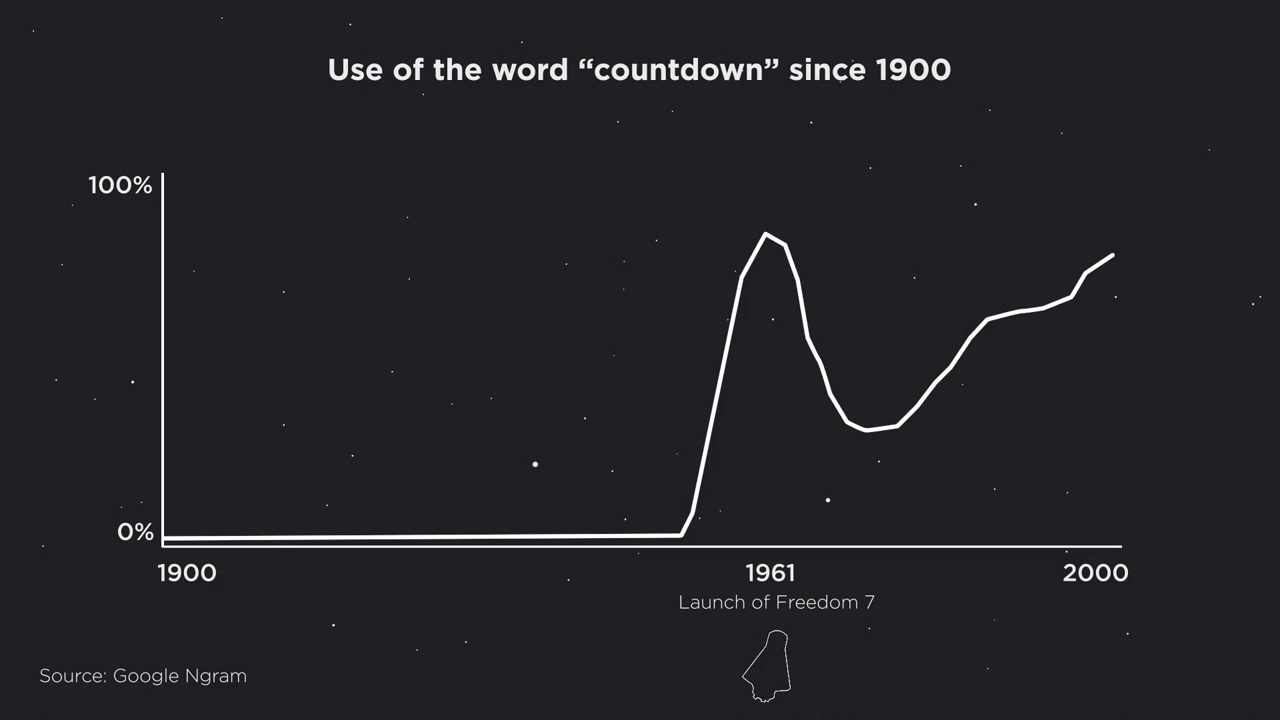 Use of the word “countdown” since 1900
100%
0%
1900
1961
2000
Launch of Freedom 7
Source: Google Ngram